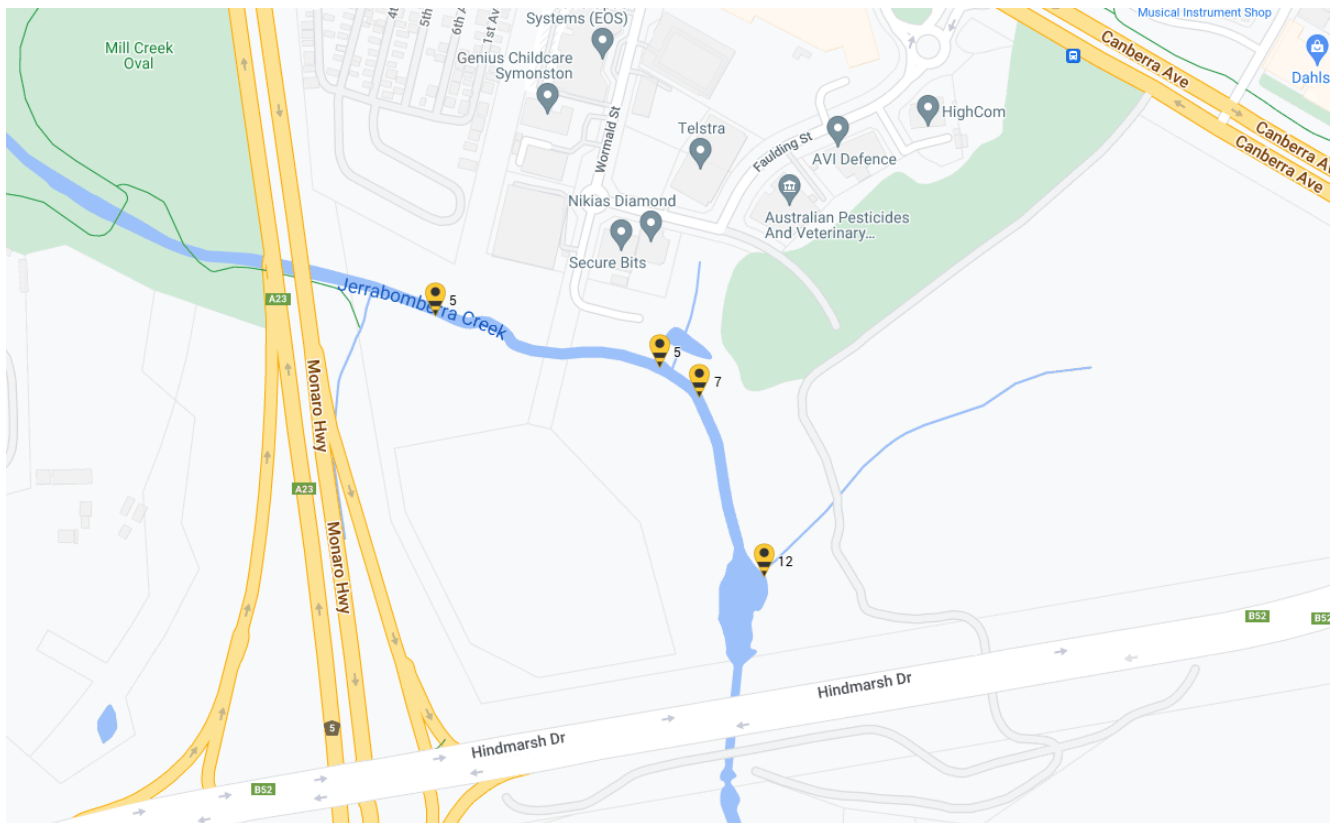 Musical Instrument Shop
Systems (EOS)
4th
5th
6th Av
1st Ave
Mill Creek
Oval
Genius Childcare
Symonston
Canberra Ave
Dahls
Wormald St
Telstra
HighCom
Faulding St
AVI Defence
Canberra Av
Canberra Ave
Nikias Diamond
Australian Pesticides
And Veterinary...
Secure Bits
Jerrabomberra Creek
A23
5
5
7
Monaro Hwy
A23
Monaro Hwy
12
B52
B52
Hindmarsh Dr
5
Hindmarsh Dr
B52